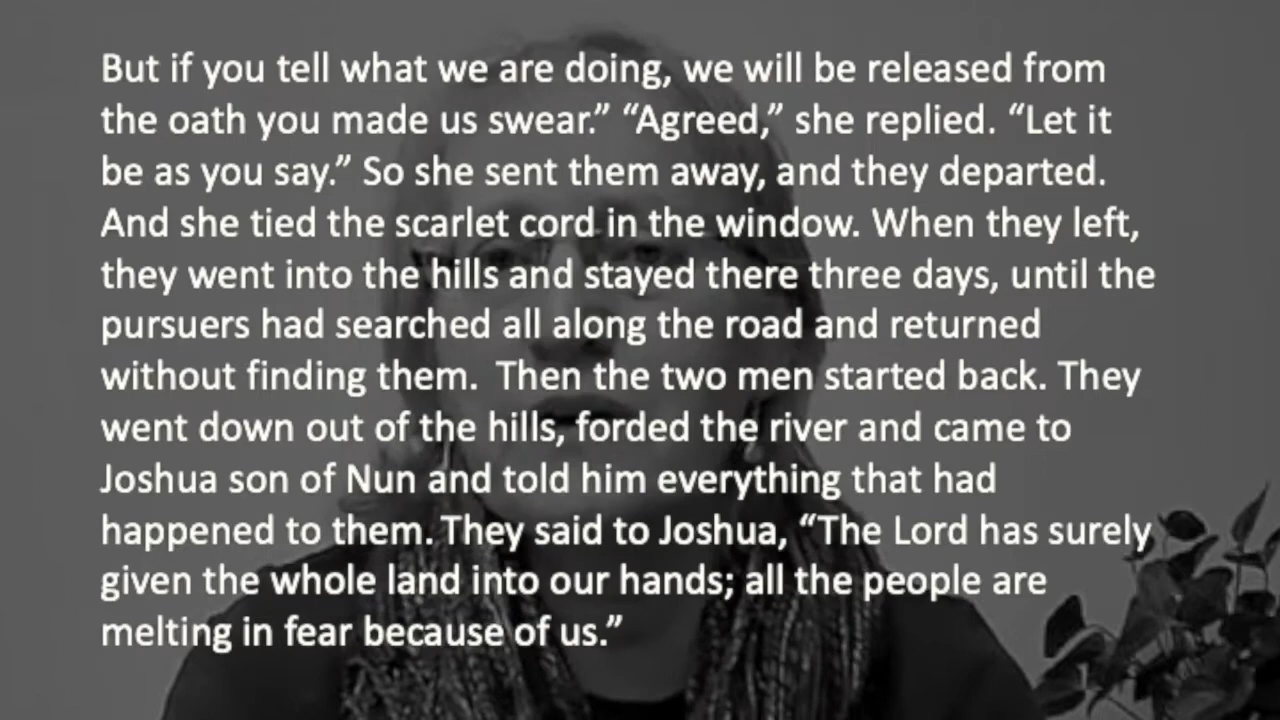 But if you tell what we are doing, we will be released from
the oath you made us swear.” “Agreed,” she replied. “Let it
be as you say.” So she sent them away, and they departed.
And she tied the scarlet cord in the window. When they left,
they went into the hills and stayed there three days, until the
pursuers had searched all along the road and returned
without finding them.  Then the two men started back. They
went down out of the hills, forded the river and came to
Joshua son of Nun and told him everything that had
happened to them. They said to Joshua, “The Lord has surely
given the whole land into our hands; all the people are
melting in fear because of us.”